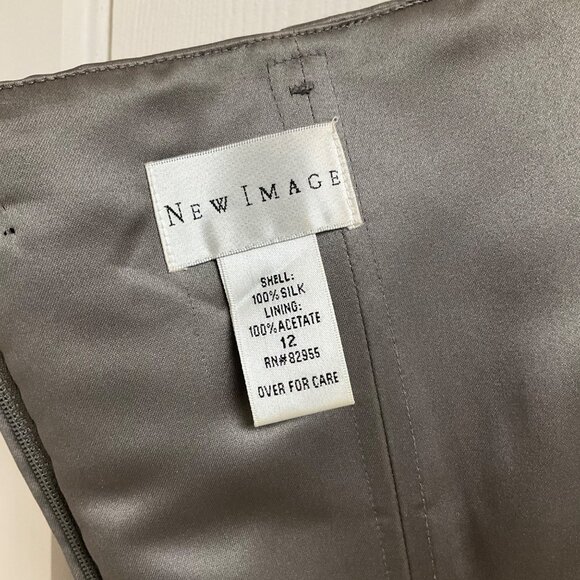 NEW IMAGE
SHELL:
100% SILK
LINING:
100% ACETATE
12
RN#82955
OVER FOR CARE